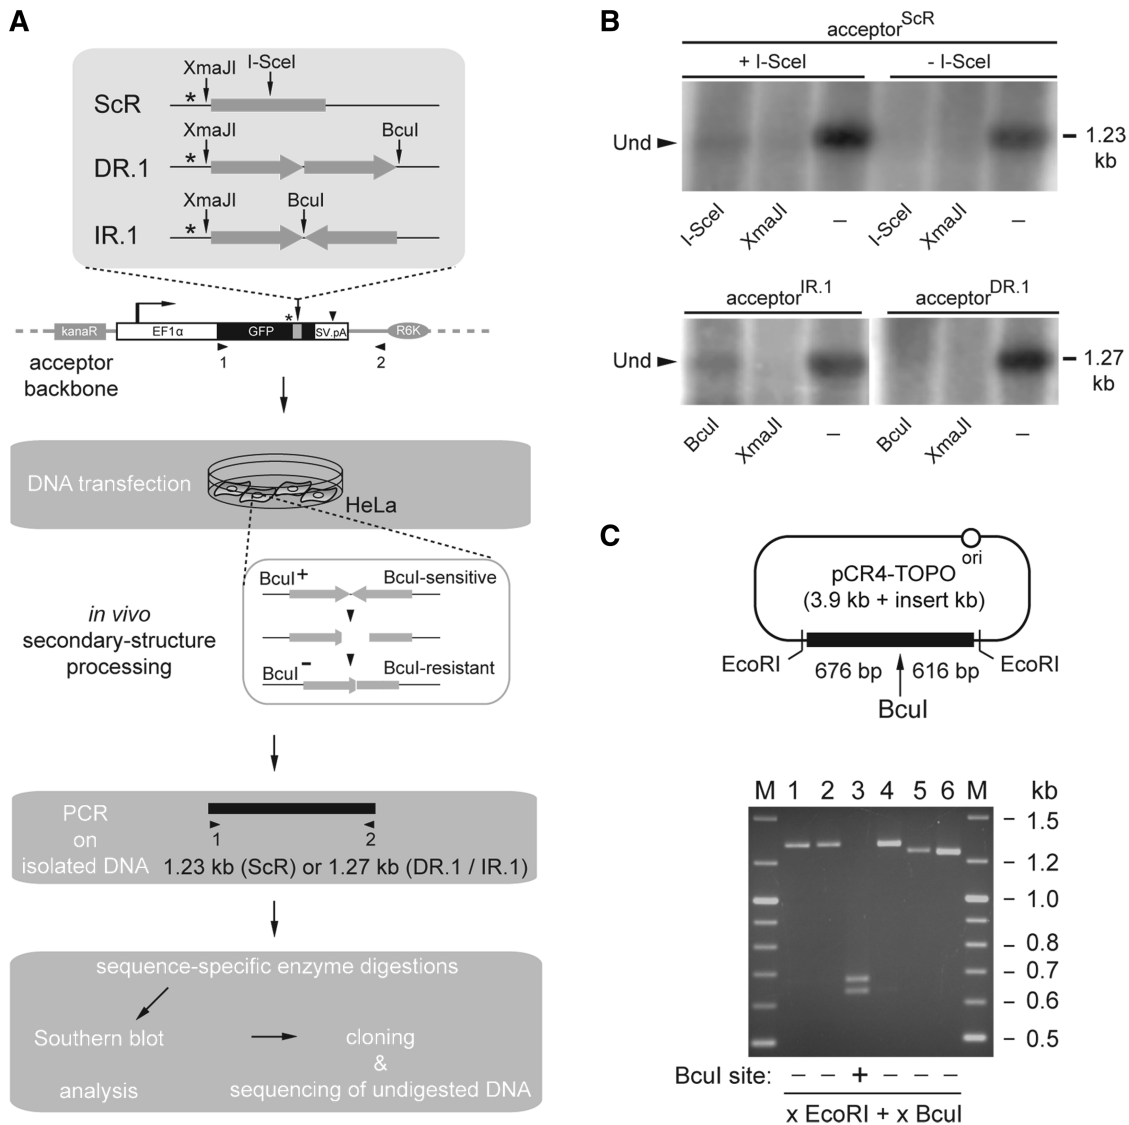 A
XmaJI I-SceI
ScR *
XmaJI BcuI
DR.1 *
XmaJI BcuI
IR.1 *
*
kanaR EF1α GFP SV.pA R6K
1 2
acceptor
backbone
DNA transfection
HeLa
BcuI+ BcuI-sensitive
in vivo
secondary-structure
processing
BcuI- BcuI-resistant
PCR
on
isolated DNA
1 2
1.23 kb (ScR) or 1.27 kb (DR.1 / IR.1)
sequence-specific enzyme digestions
Southern blot
analysis
cloning
&
sequencing of undigested DNA
B
acceptorScR
+ I-SceI - I-SceI
Und
1.23
kb
I-SceI XmaJI – I-SceI XmaJI –
acceptorIR.1 acceptorDR.1
Und
1.27
kb
BcuI XmaJI – BcuI XmaJI –
C
ori
pCR4-TOPO
(3.9 kb + insert kb)
EcoRI 676 bp 616 bp EcoRI
BcuI
M 1 2 3 4 5 6 M kb
– 1.5
– 1.2
– 1.0
– 0.8
– 0.7
– 0.6
– 0.5
BcuI site: – – + – – –
x EcoRI + x BcuI